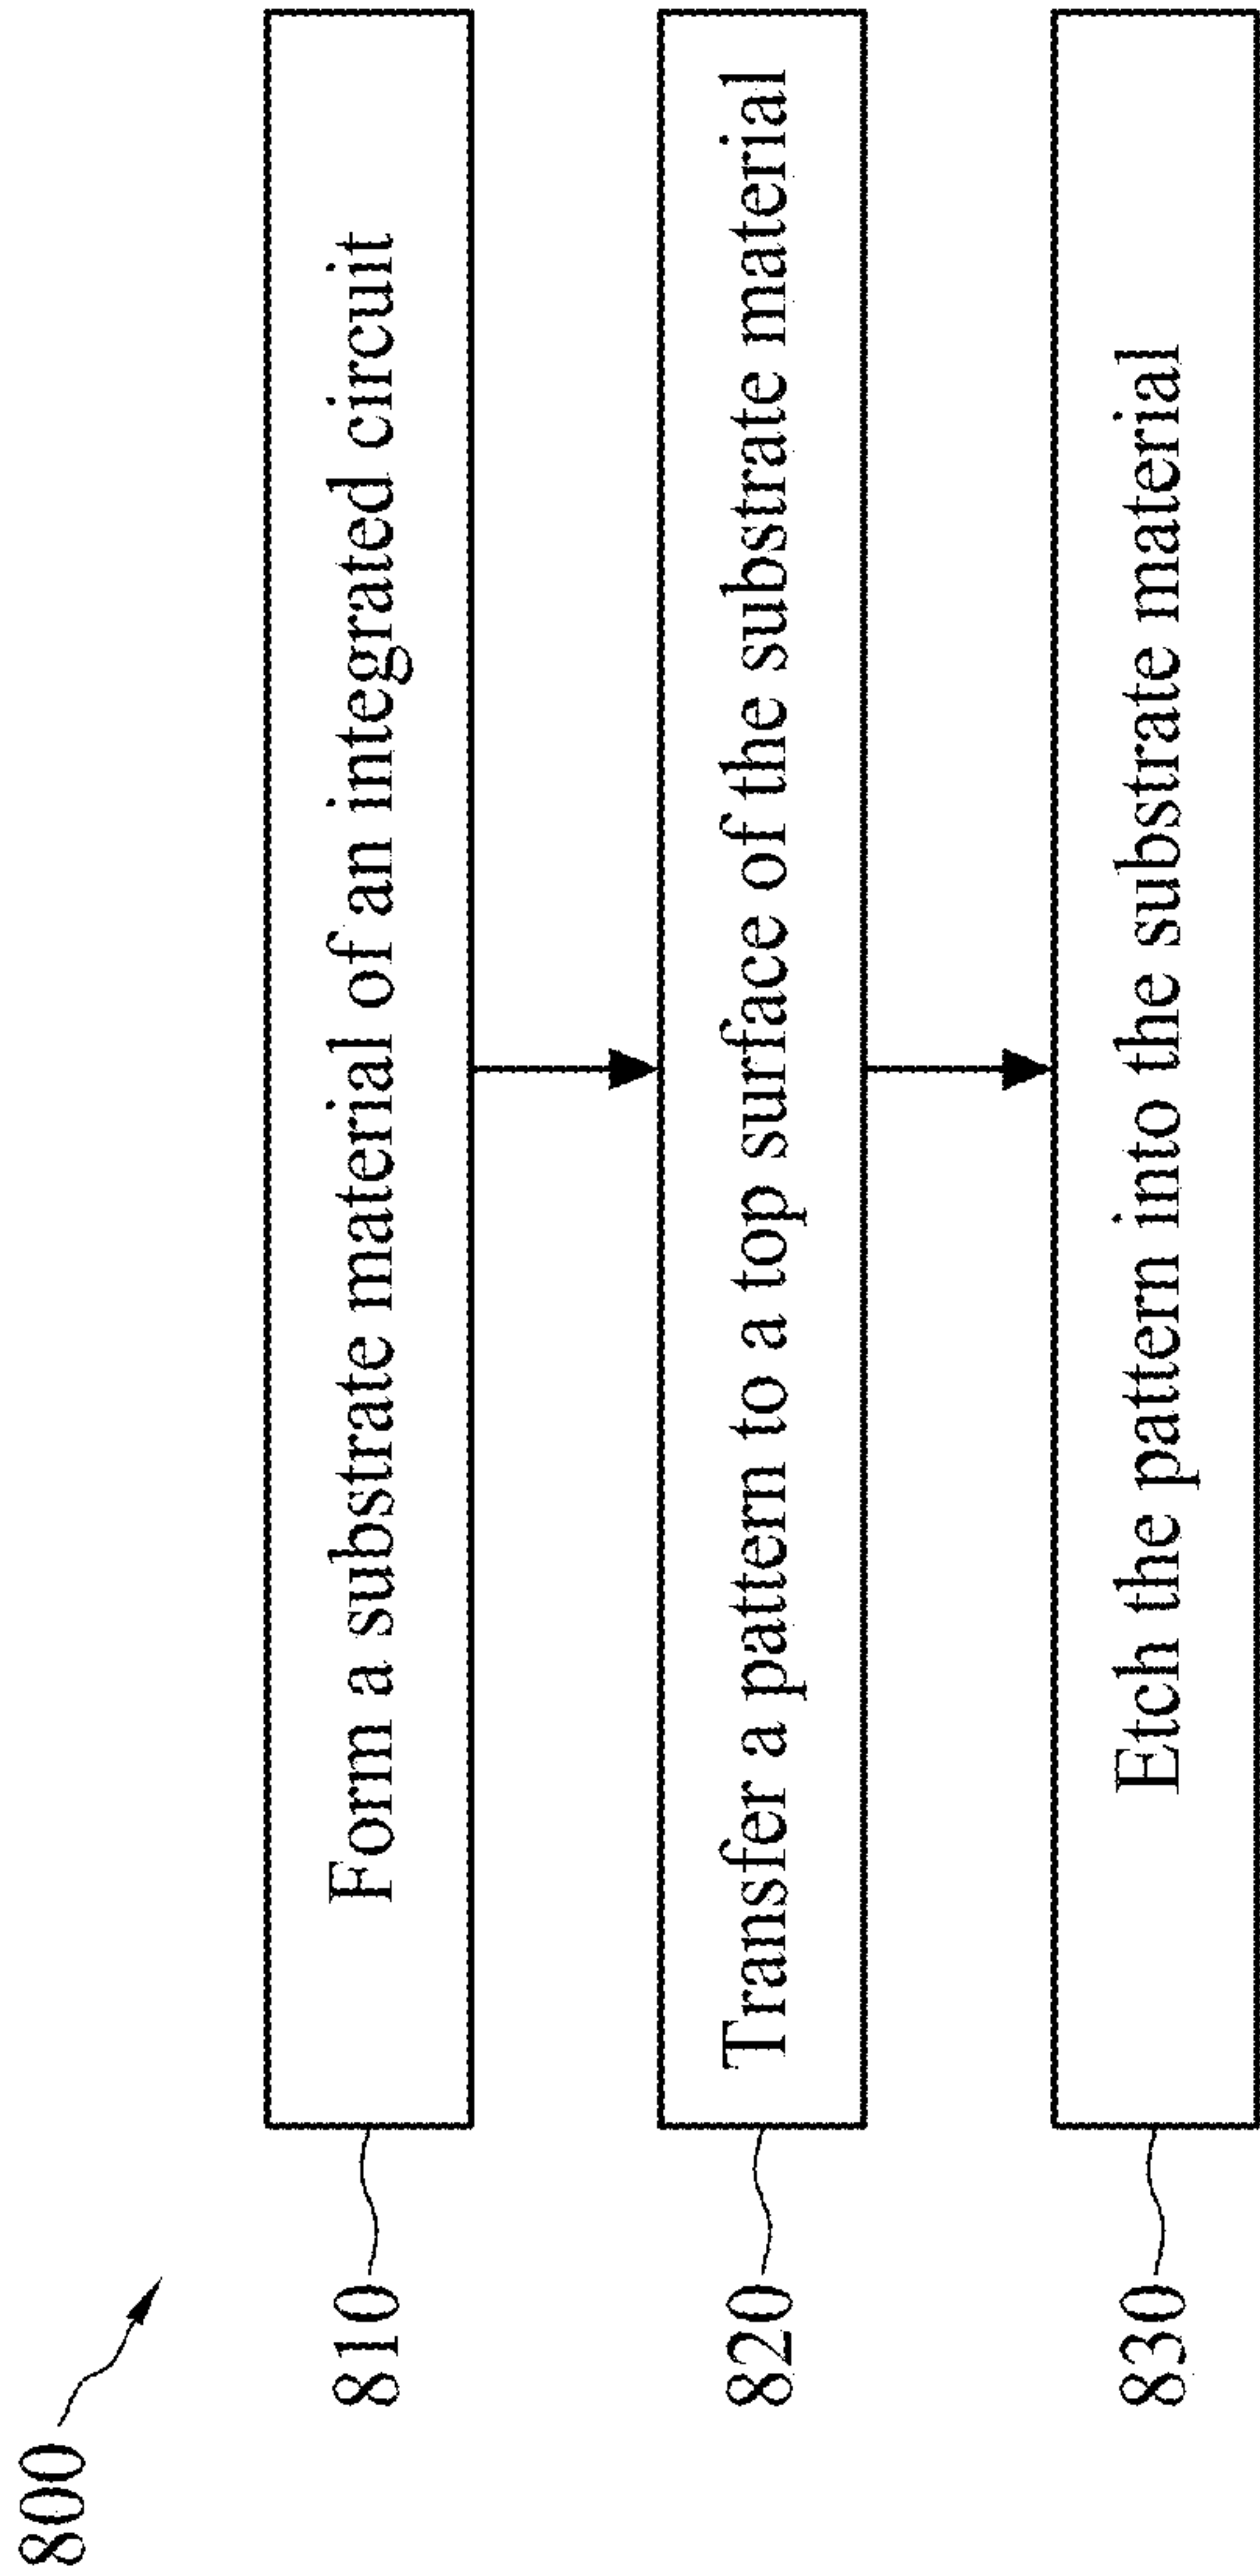 800
810
Form a substrate material of an integrated circuit
820
Transfer a pattern to a top surface of the substrate material
830
Etch the pattern into the substrate material